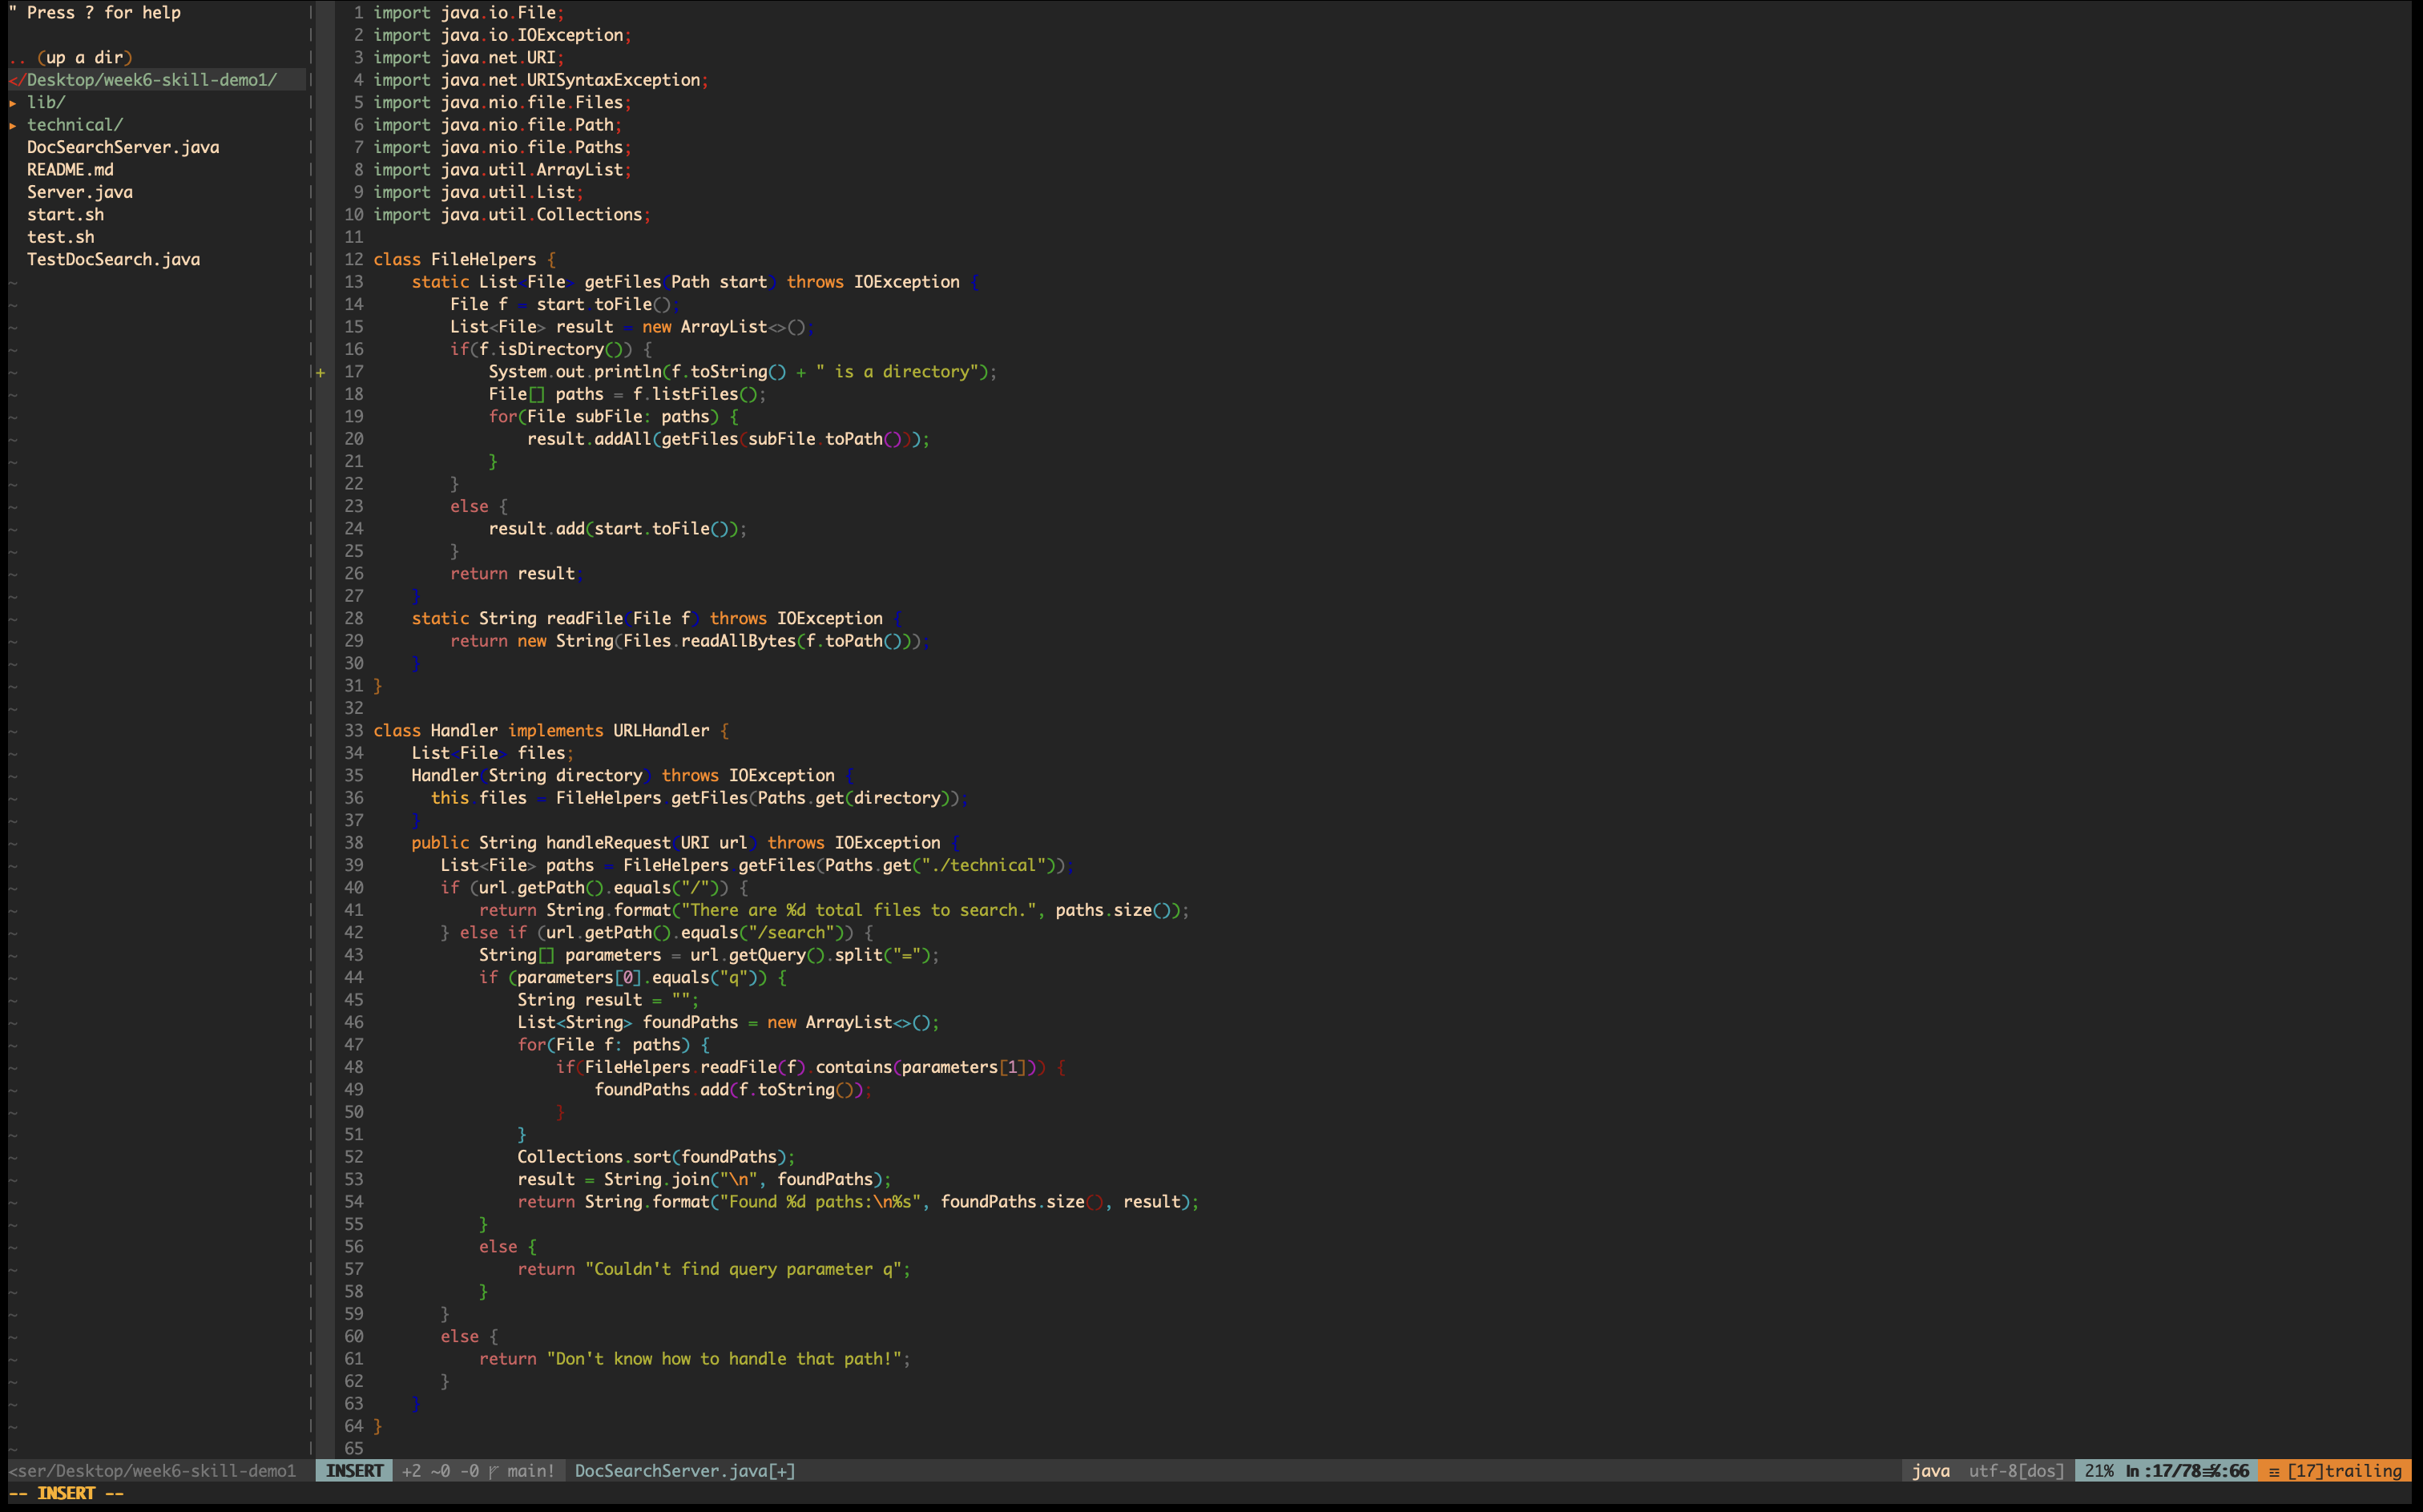 " Press ? for help
.. (up a dir)
</Desktop/week6-skill-demo1/
▸ lib/
▸ technical/
DocSearchServer.java
README.md
Server.java
start.sh
test.sh
TestDocSearch.java
1 import java.io.File;
2 import java.io.IOException;
3 import java.net.URI;
4 import java.net.URISyntaxException;
5 import java.nio.file.Files;
6 import java.nio.file.Path;
7 import java.nio.file.Paths;
8 import java.util.ArrayList;
9 import java.util.List;
10 import java.util.Collections;
11
12 class FileHelpers {
13     static List<File> getFiles(Path start) throws IOException {
14         File f = start.toFile();
15         List<File> result = new ArrayList<>();
16         if(f.isDirectory()) {
+ 17             System.out.println(f.toString() + " is a directory");
18             File[] paths = f.listFiles();
19             for(File subFile: paths) {
20                 result.addAll(getFiles(subFile.toPath()));
21             }
22         }
23         else {
24             result.add(start.toFile());
25         }
26         return result;
27     }
28     static String readFile(File f) throws IOException {
29         return new String(Files.readAllBytes(f.toPath()));
30     }
31 }
32
33 class Handler implements URLHandler {
34     List<File> files;
35     Handler(String directory) throws IOException {
36       this.files = FileHelpers.getFiles(Paths.get(directory));
37     }
38     public String handleRequest(URI url) throws IOException {
39        List<File> paths = FileHelpers.getFiles(Paths.get("./technical"));
40        if (url.getPath().equals("/")) {
41            return String.format("There are %d total files to search.", paths.size());
42        } else if (url.getPath().equals("/search")) {
43            String[] parameters = url.getQuery().split("=");
44            if (parameters[0].equals("q")) {
45                String result = "";
46                List<String> foundPaths = new ArrayList<>();
47                for(File f: paths) {
48                    if(FileHelpers.readFile(f).contains(parameters[1])) {
49                        foundPaths.add(f.toString());
50                    }
51                }
52                Collections.sort(foundPaths);
53                result = String.join("\n", foundPaths);
54                return String.format("Found %d paths:\n%s", foundPaths.size(), result);
55            }
56            else {
57                return "Couldn't find query parameter q";
58            }
59        }
60        else {
61            return "Don't know how to handle that path!";
62        }
63     }
64 }
65
<ser/Desktop/week6-skill-demo1 INSERT +2 ~0 -0 main! DocSearchServer.java[+] java utf-8[dos] 21% ln :17/78 :66 ☰ [17]trailing
-- INSERT --